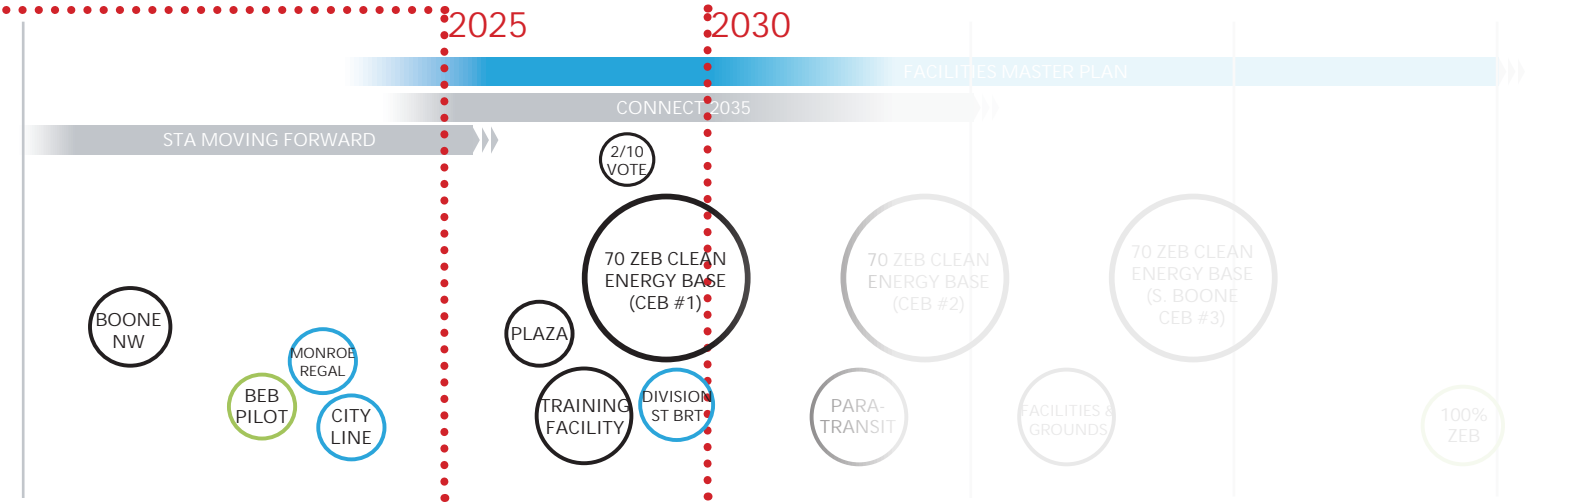 2025
2030
FACILITIES MASTER PLAN
CONNECT 2035
STA MOVING FORWARD
2/10
VOTE
70 ZEB CLEAN
ENERGY BASE
(CEB #1)
70 ZEB CLEAN
ENERGY BASE
(CEB #2)
70 ZEB CLEAN
ENERGY BASE
(S. BOONE
CEB #3)
BOONE
NW
PLAZA
MONROE
REGAL
BEB
PILOT
CITY
LINE
TRAINING
FACILITY
DIVISION
ST BRT
PARA-
TRANSIT
FACILITIES &
GROUNDS
100%
ZEB